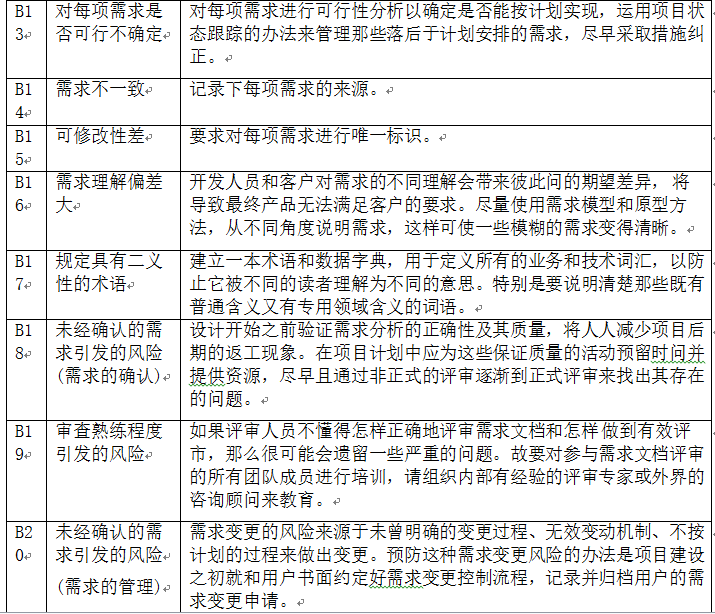 B1 对每项需求是 对每项需求进行可行性分析以确定是否能按计划实现，运用项目状
3 否可行不确定 态跟踪的办法来管理那些落后于计划安排的需求，尽早采取措施纠
正。
B1 需求不一致 记录下每项需求的来源。
4
B1 可修改性差 要求对每项需求进行唯一标识。
5
B1 需求理解偏差 开发人员和客户对需求的不同理解会带来彼此问的期望差异， 将
6 大 导致最终产品无法满足客户的要求。尽量使用需求模型和原型方
法，从不同角度说明需求，这样可使一些模糊的需求变得清晰。
B1 规定具有二义 建立一本术语和数据字典，用于定义所有的业务和技术词汇，以防
7 性的术语 止它被不同的读者理解为不同的意思。特别是要说明清楚那些既有
普通含义又有专用领域含义的词语。
B1 未经确认的需 设计开始之前验证需求分析的正确性及其质量，将人人减少项目后
8 求引发的风险 期的返工现象。在项目计划中应为这些保证质量的活动预留时问并
(需求的确认) 提供资源，尽早且通过非正式的评审逐渐到正式评审来找出其存在
的问题。
B1 审查熟练程度 如果评审人员不懂得怎样正确地评审需求文档和怎样 做到有效评
9 引发的风险 市，那么很可能会遗留一些严重的问题。故要对参与需求文档评审
的所有团队成员进行培训，请组织内部有经验的评审专家或外界的
咨询顾问来教育。
B2 未经确认的需 需求变更的风险来源于未曾明确的变更过程、无效变动机制、不按
0 求引发的风险 计划的过程来做出变更。预防这种需求变更风险的办法是项目建设
(需求的管理) 之初就和用户书面约定好需求变更控制流程，记录并归档用户的需
求变更申请。